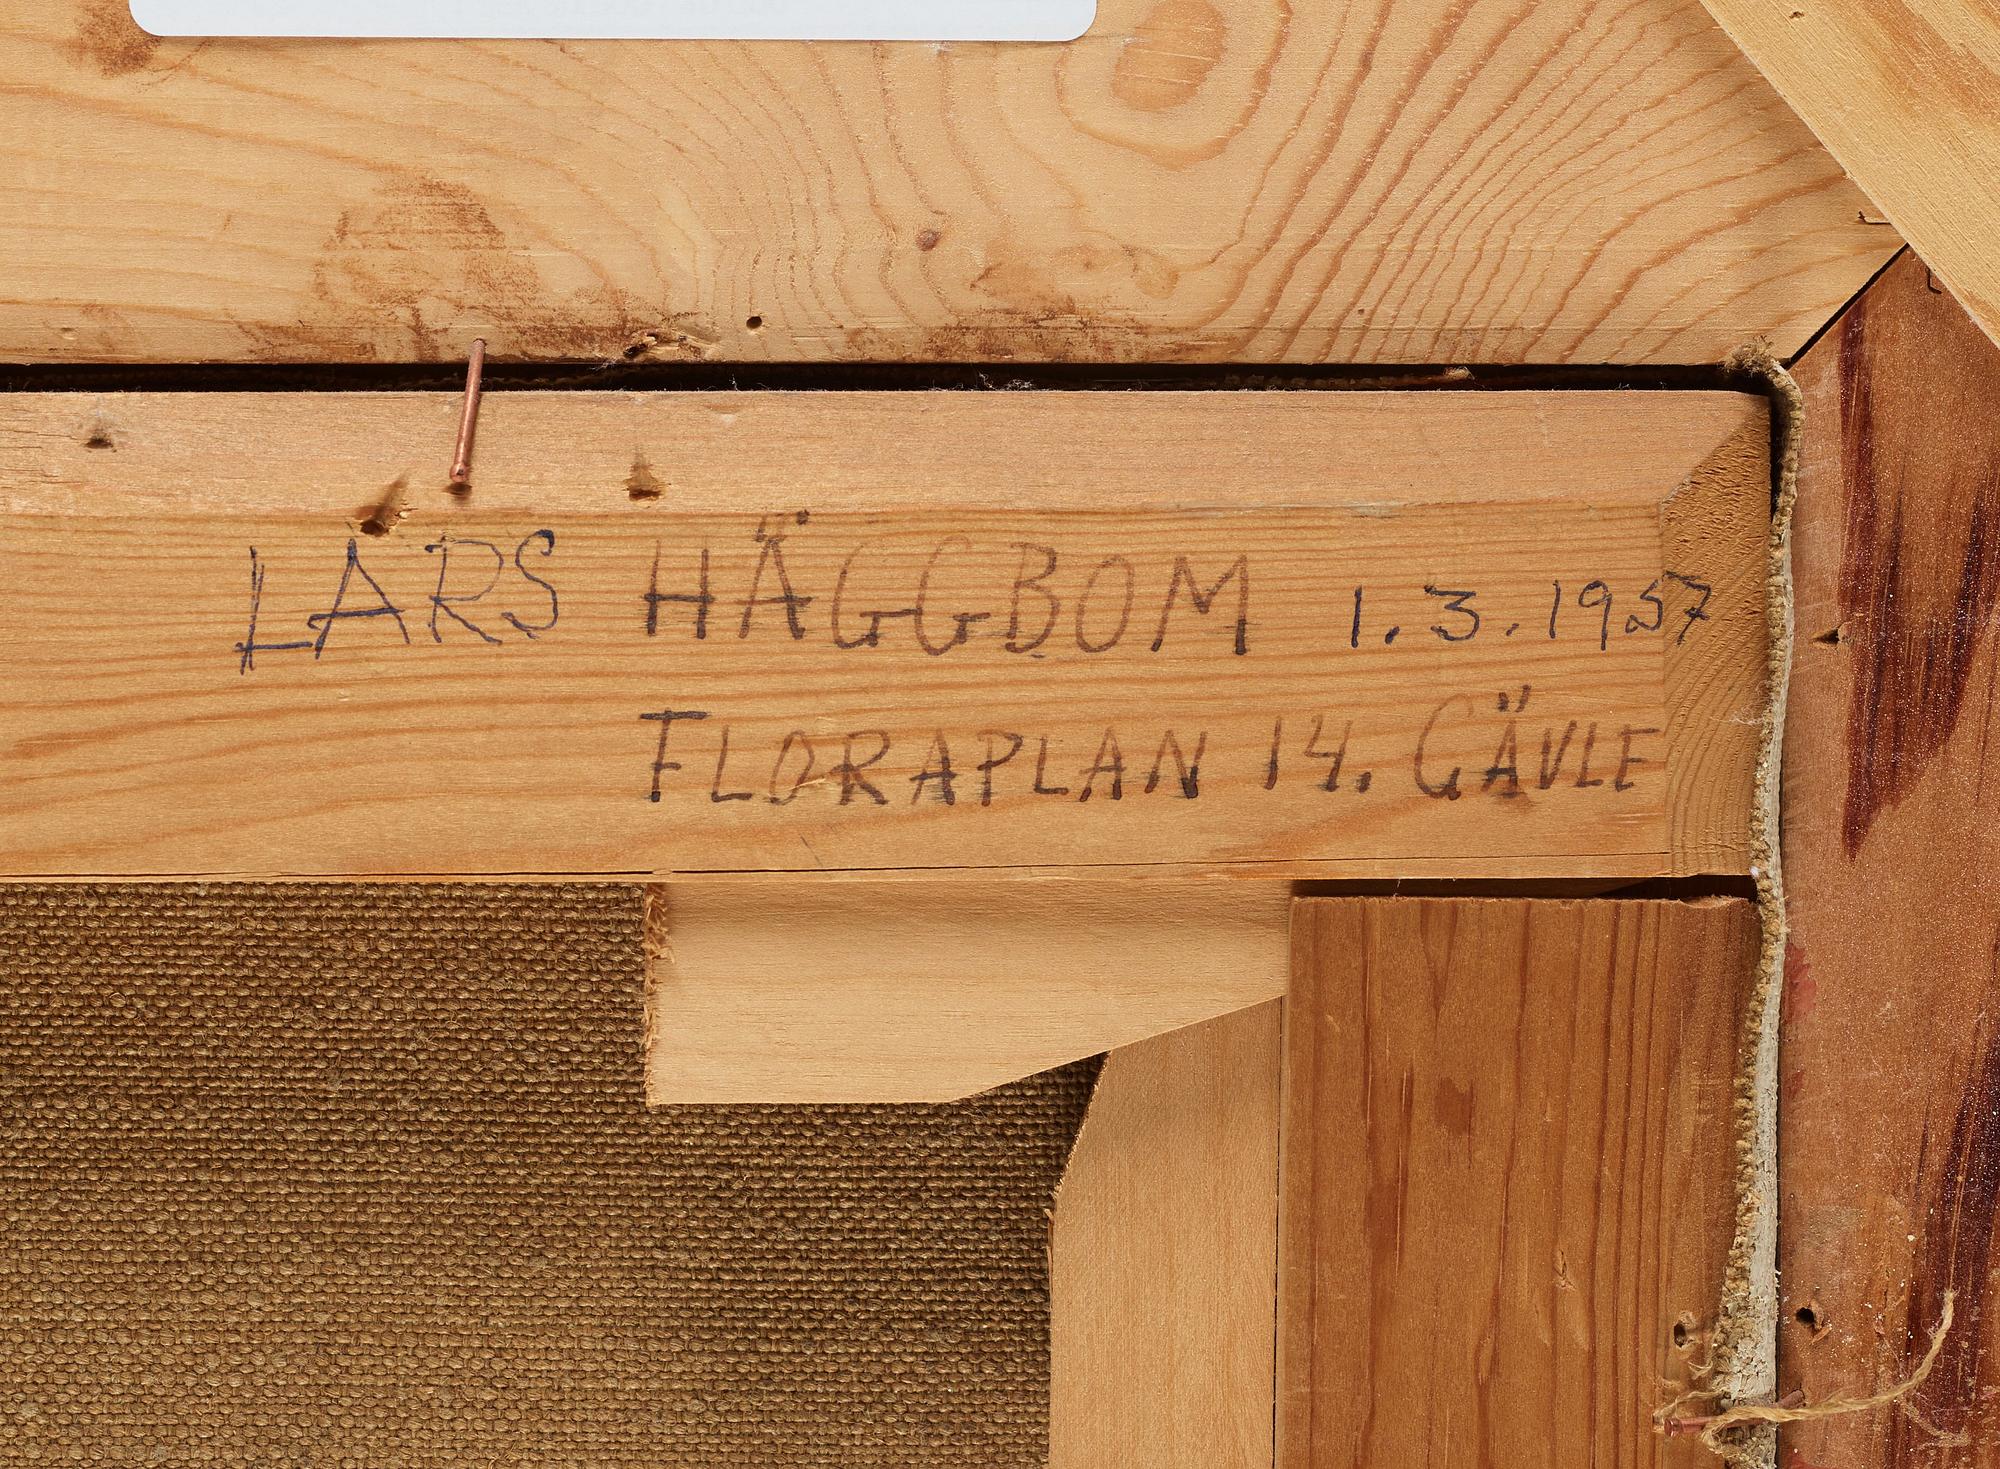 LARS HÄGGBOM 1.3.1957
FLORAPLAN 14. GÄVLE